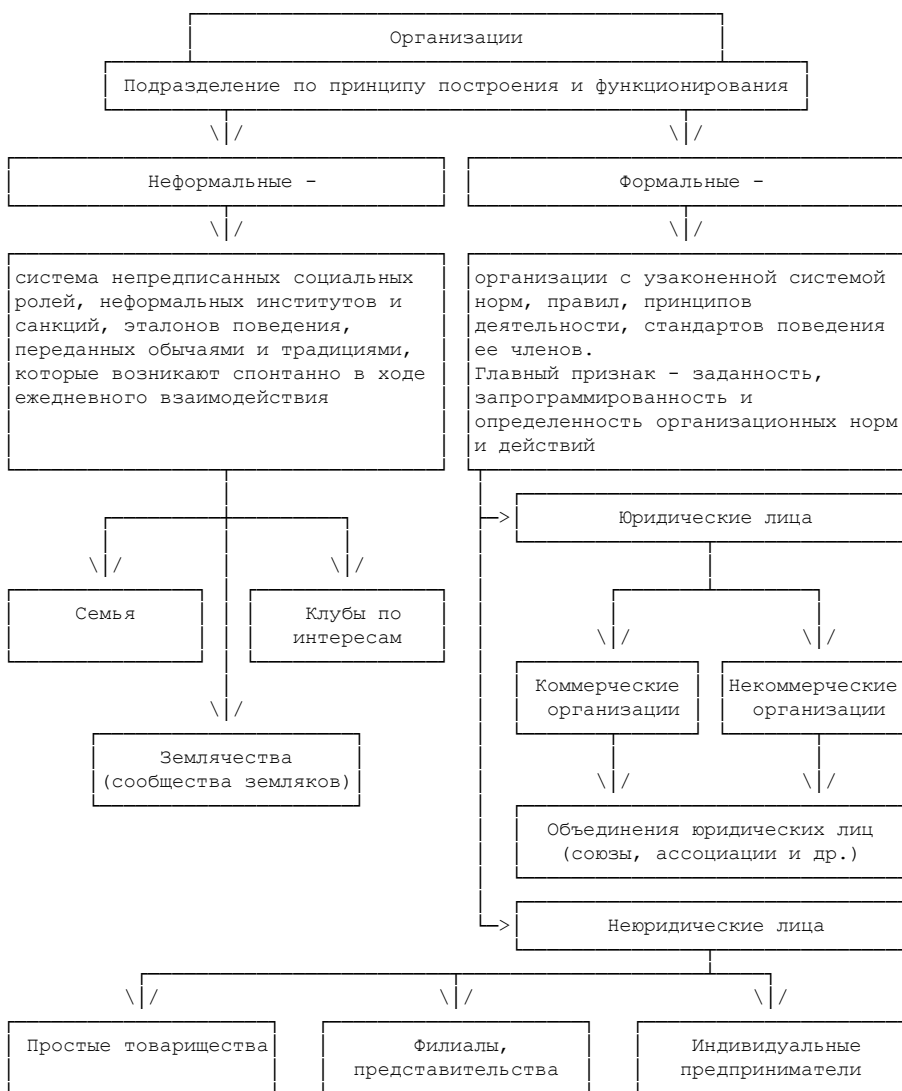 Организации
Подразделение по принципу построения и функционирования
Неформальные -
Формальные -
система непредписанных социальных
ролей, неформальных институтов и
санкций, эталонов поведения,
переданных обычаями и традициями,
которые возникают спонтанно в ходе
ежедневного взаимодействия
организации с узаконенной системой
норм, правил, принципов
деятельности, стандартов поведения
ее членов.
Главный признак - заданность,
запрограммированность и
определенность организационных норм
и действий
Юридические лица
Семья
Клубы по
интересам
Коммерческие
организации
Некоммерческие
организации
Землячества
(сообщества земляков)
Объединения юридических лиц
(союзы, ассоциации и др.)
Неюридические лица
Простые товарищества
Филиалы,
представительства
Индивидуальные
предприниматели